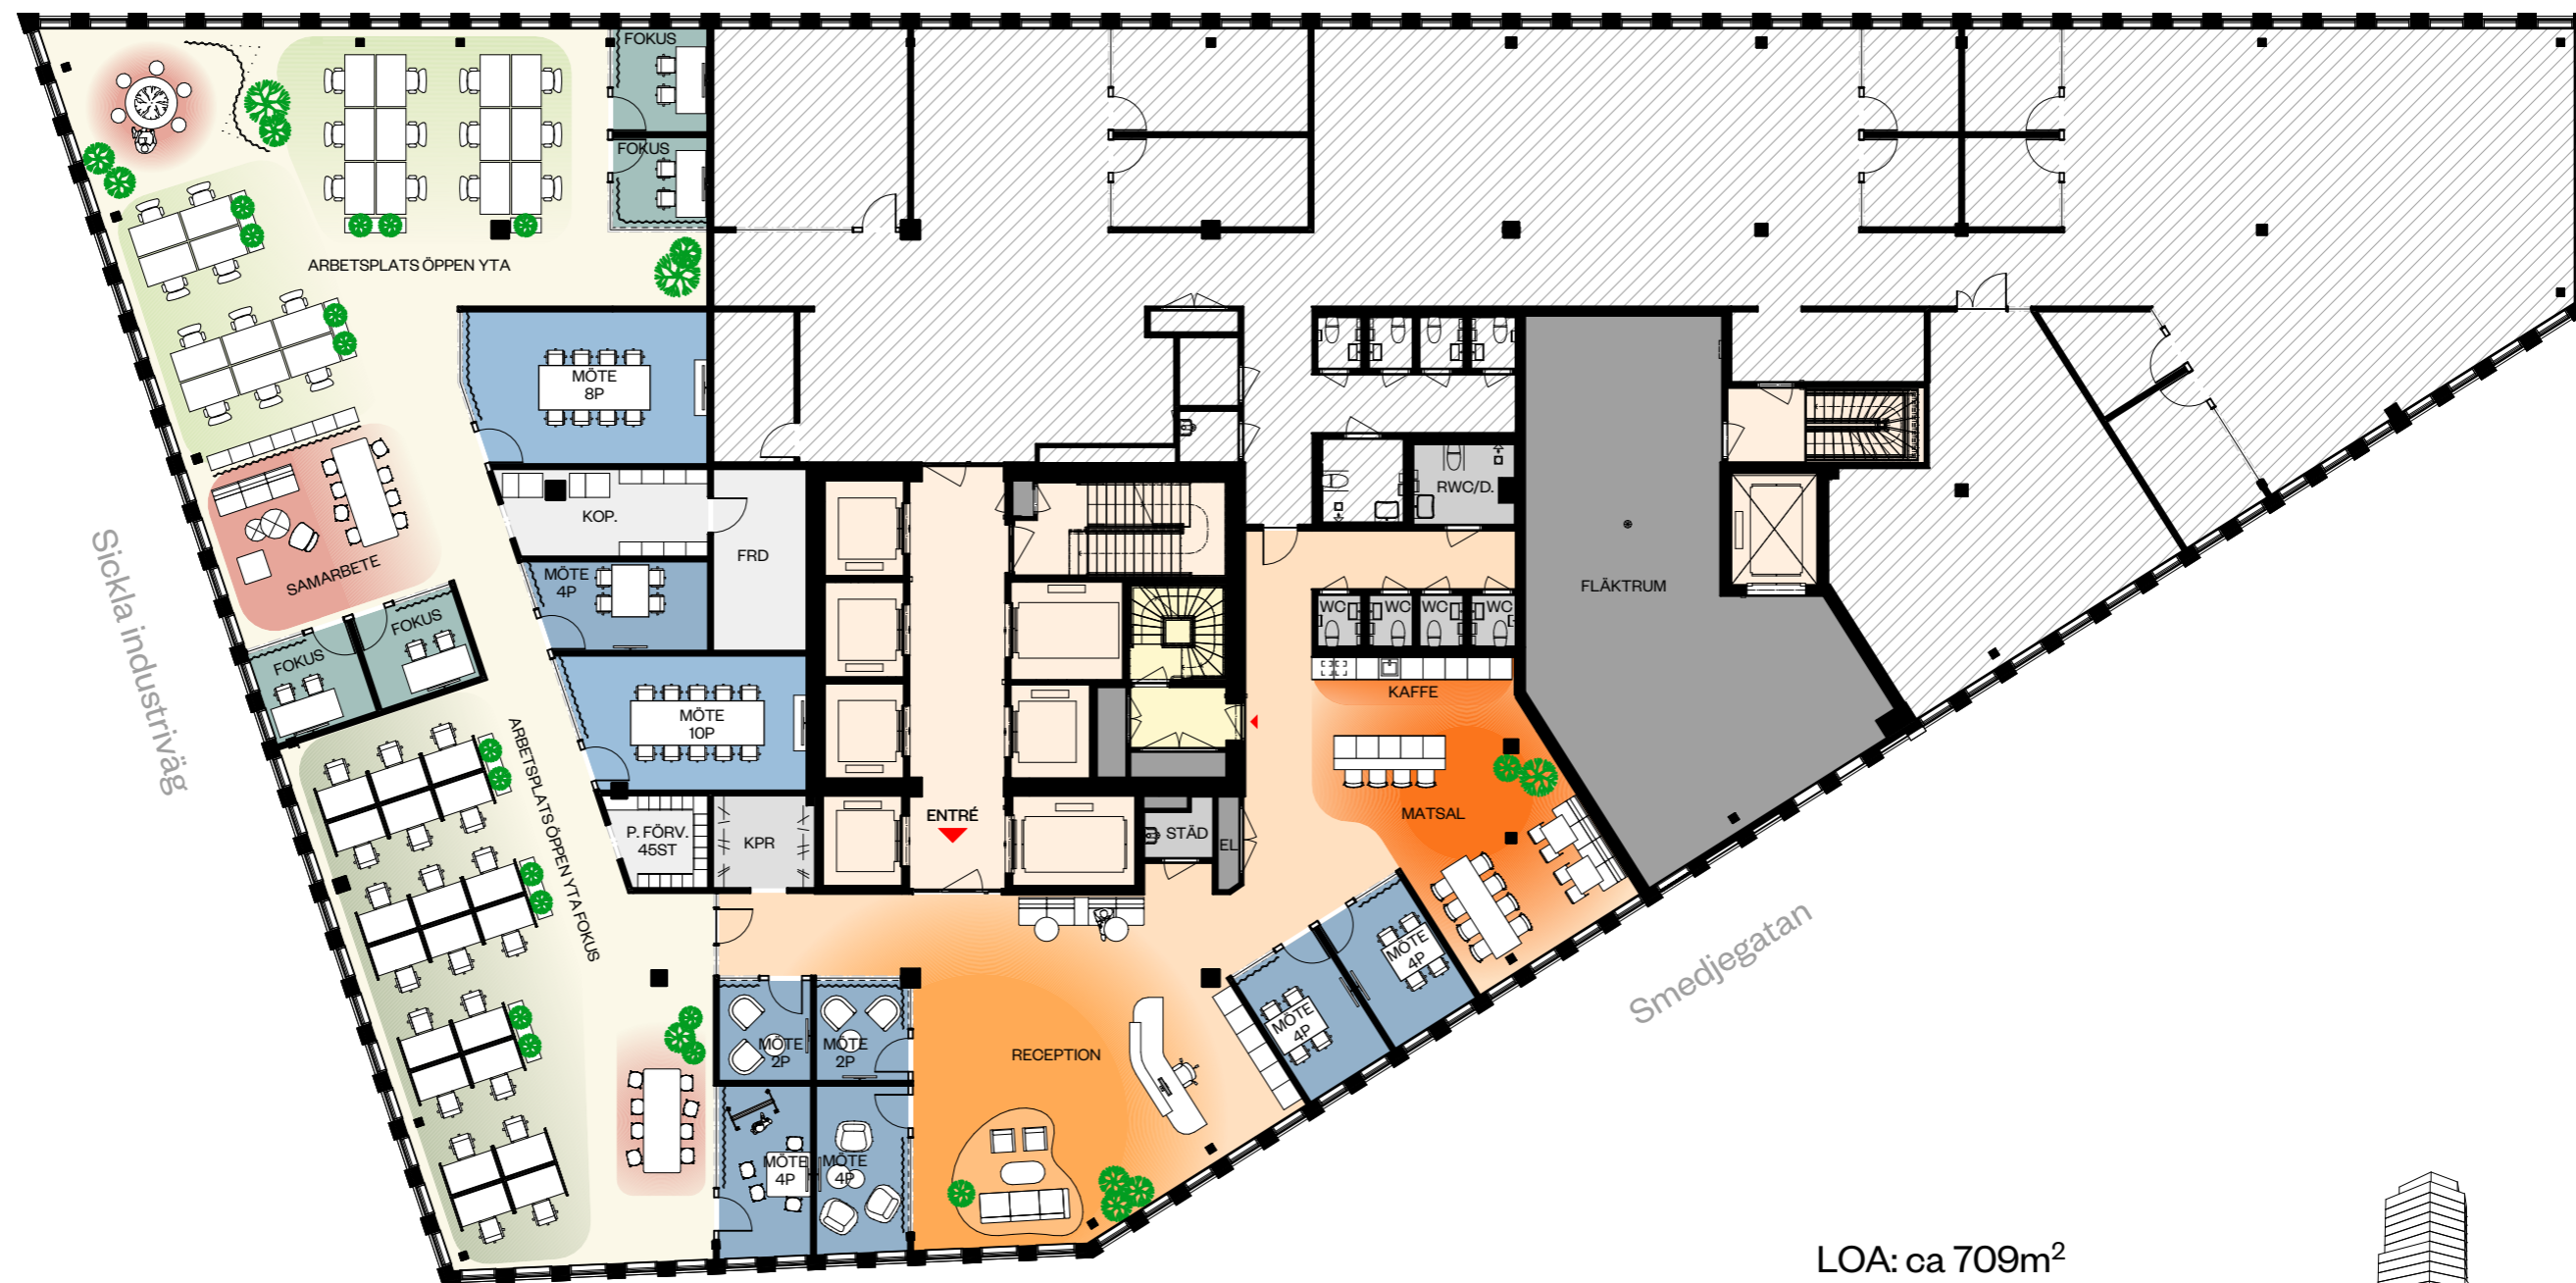 FOKUS
FOKUS
ARBETSPLATS ÖPPEN YTA
MÖTE
8P
KOP.
FRD
RWC/D.
SAMARBETE
MÖTE
4P
FLÄKTRUM
WC
WC
WC
WC
FOKUS
FOKUS
KAFFE
MÖTE
10P
ARBETSPLATS ÖPPEN YTA FOKUS
MATSAL
ENTRÉ
P. FÖRV.
45ST
KPR
STÄD
EL
Sickla industriväg
Smedjegatan
MÖTE
4P
MÖTE
4P
MÖTE
2P
MÖTE
2P
RECEPTION
MÖTE
4P
MÖTE
4P
LOA: ca 709m²